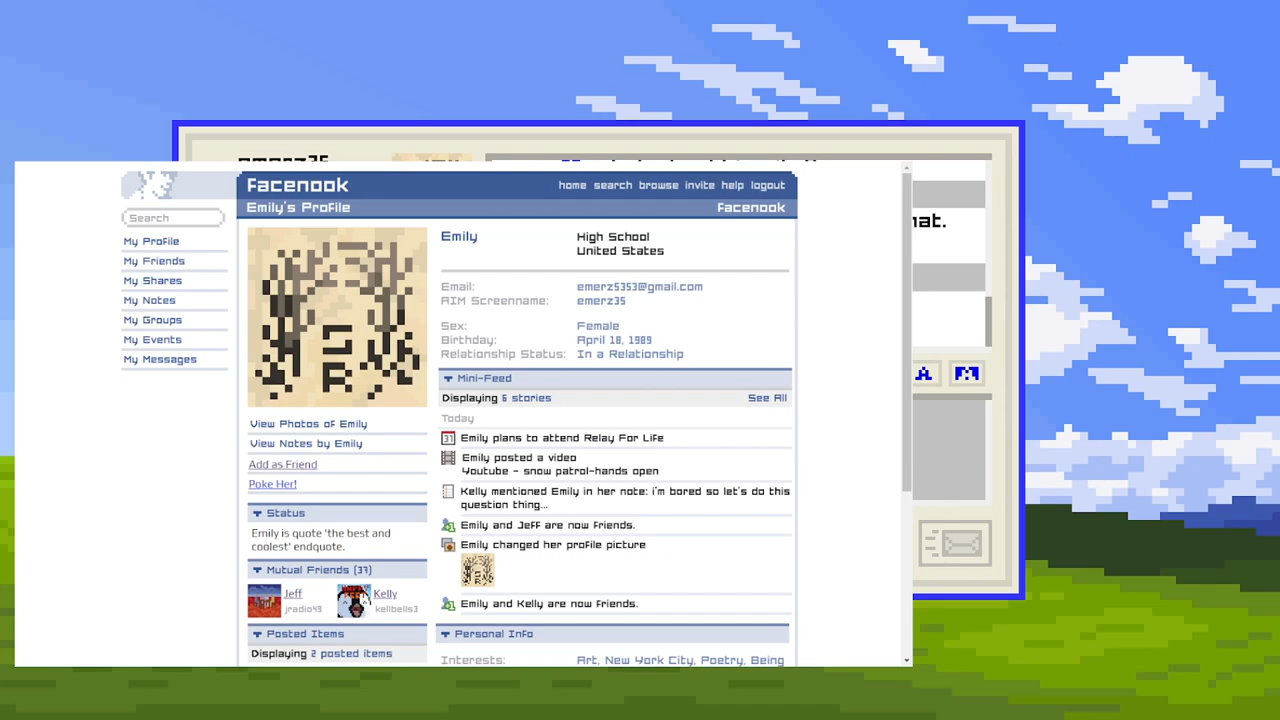 emerz35
Facenook
home search browse invite help logout
Emily's Profile
Facenook
Search
My Profile
My Friends
My Shares
My Notes
My Groups
My Events
My Messages
Emily
High School
United States
Email: emerz5353@gmail.com
RIM Screenname: emerz35
Sex: Female
Birthday: April 18, 1989
Relationship Status: In a Relationship
Mini-Feed
Displaying 6 stories
See All
Today
31 Emily plans to attend Relay For Life
Emily posted a video
Youtube - snow patrol-hands open
Kelly mentioned Emily in her note: i'm bored so let's do this
question thing...
Emily and Jeff are now friends.
Emily changed her profile picture
Emily and Kelly are now friends.
Personal Info
Interests: Art, New York City, Poetry, Being
View Photos of Emily
View Notes by Emily
Add as Friend
Poke Her!
Status
Emily is quote 'the best and
coolest' endquote.
Mutual Friends (37)
Jeff
jradio49
Kelly
kellbells3
Posted Items
Displaying 2 posted items
hat.
A